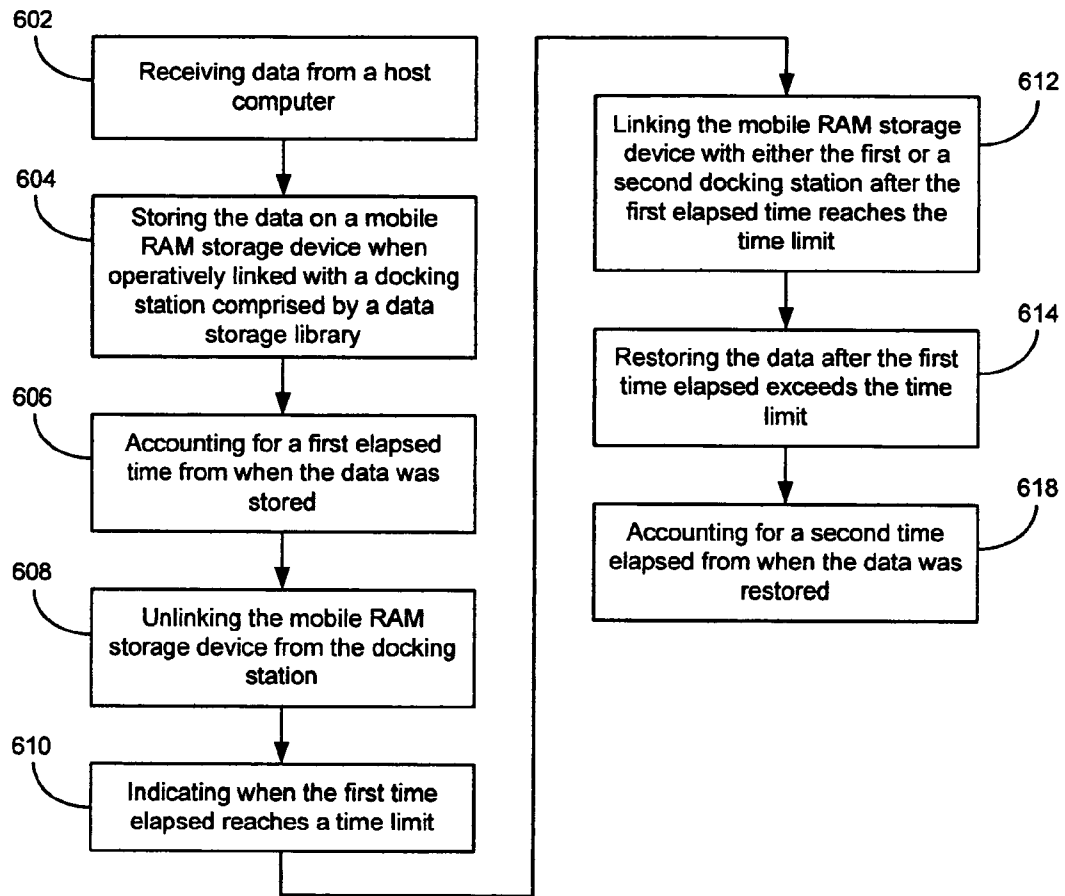 602
Receiving data from a host
computer
604
Storing the data on a mobile
RAM storage device when
operatively linked with a docking
station comprised by a data
storage library
606
Accounting for a first elapsed
time from when the data was
stored
608
Unlinking the mobile RAM
storage device from the docking
station
610
Indicating when the first time
elapsed reaches a time limit
612
Linking the mobile RAM storage
device with either the first or a
second docking station after the
first elapsed time reaches the
time limit
614
Restoring the data after the first
time elapsed exceeds the time
limit
618
Accounting for a second time
elapsed from when the data was
restored